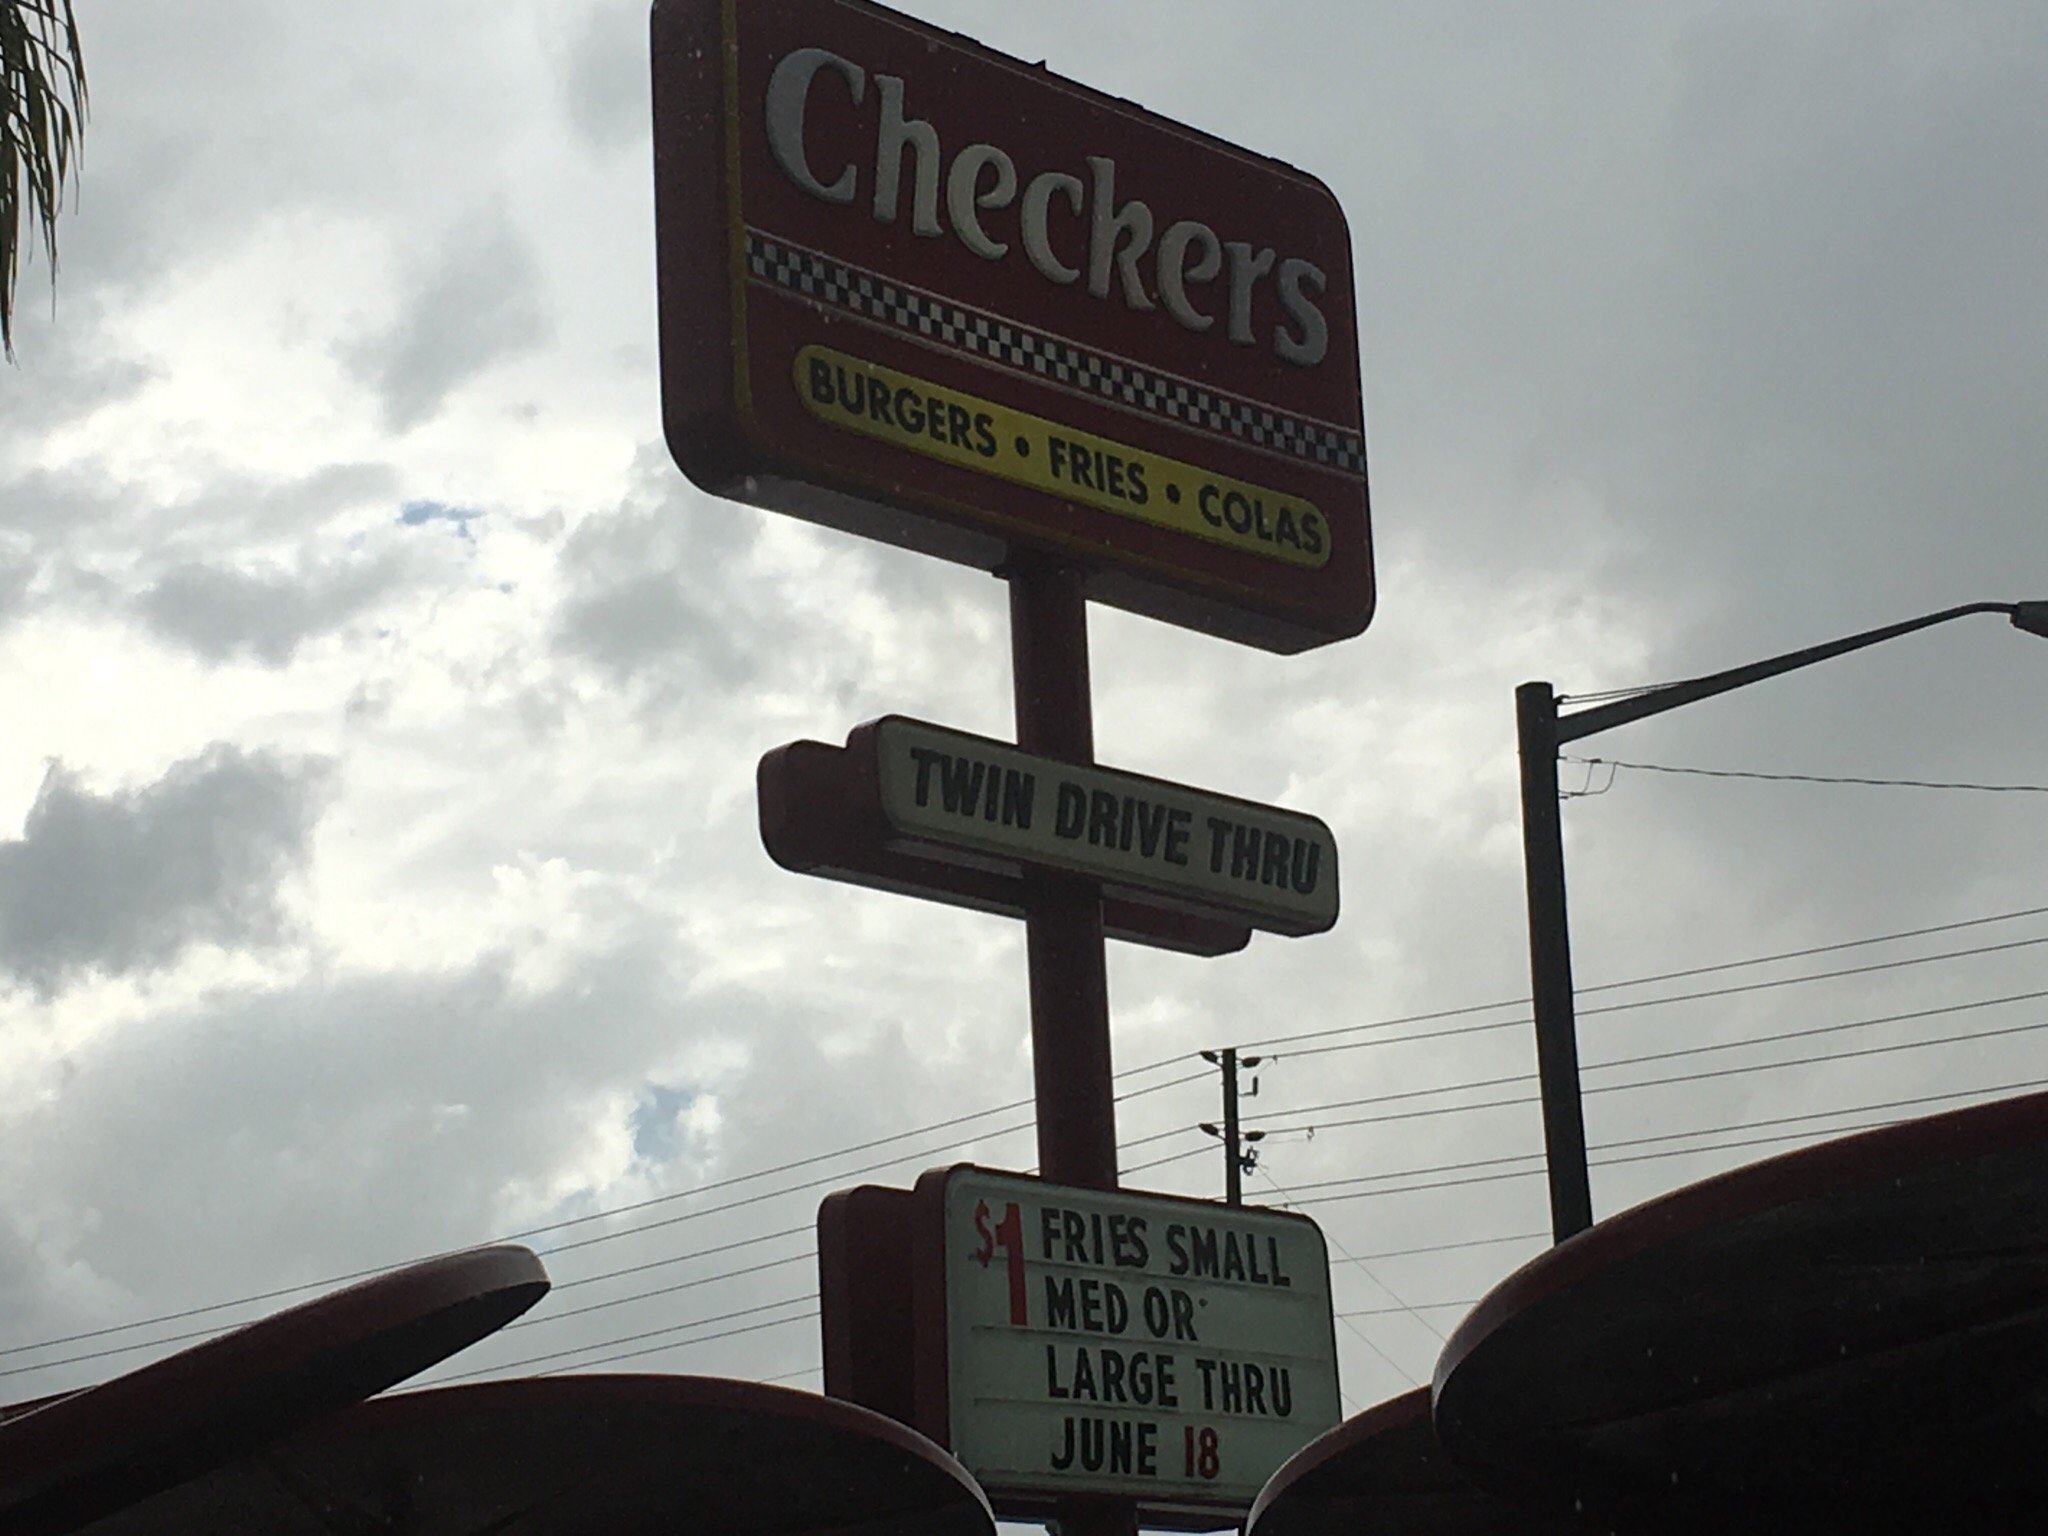 Checkers
BURGERS • FRIES • COLAS
TWIN DRIVE THRU
$1 FRIES SMALL
MED OR
LARGE THRU
JUNE 18